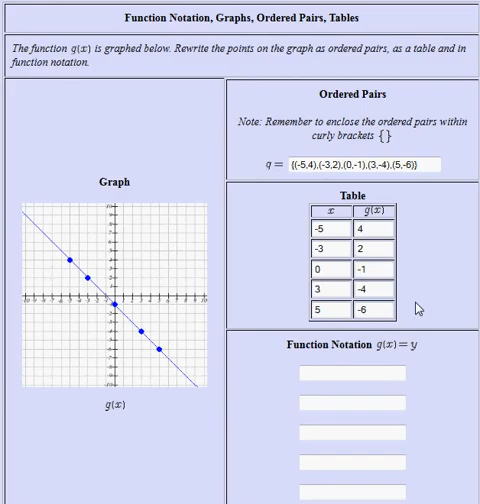 Function Notation, Graphs, Ordered Pairs, Tables
The function g(x) is graphed below. Rewrite the points on the graph as ordered pairs, as a table and in
function notation.
Graph
g(x)
Ordered Pairs
Note: Remember to enclose the ordered pairs within
curly brackets {}
g = {(-5,4),(-3,2),(0,-1),(3,-4),(5,-6)}
Table
x g(x)
-5 4
-3 2
0 -1
3 -4
5 -6
Function Notation g(x)=y